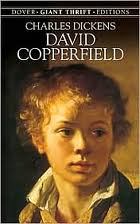 DOVER · GIANT THRIFT · EDITIONS
CHARLES DICKENS
DAVID
COPPERFIELD